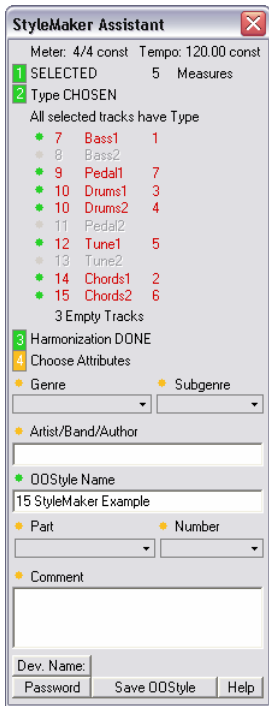 StyleMaker Assistant
Meter: 4/4 const Tempo: 120.00 const
1 SELECTED 5 Measures
2 Type CHOSEN
All selected tracks have Type
7 Bass1 1
8 Bass2
9 Pedal1 7
10 Drums1 3
10 Drums2 4
11 Pedal2
12 Tune1 5
13 Tune2
14 Chords1 2
15 Chords2 6
3 Empty Tracks
3 Harmonization DONE
4 Choose Attributes
Genre Subgenre
Artist/Band/Author
OOStyle Name
15 StyleMaker Example
Part Number
Comment
Dev. Name:
Password Save OOStyle Help